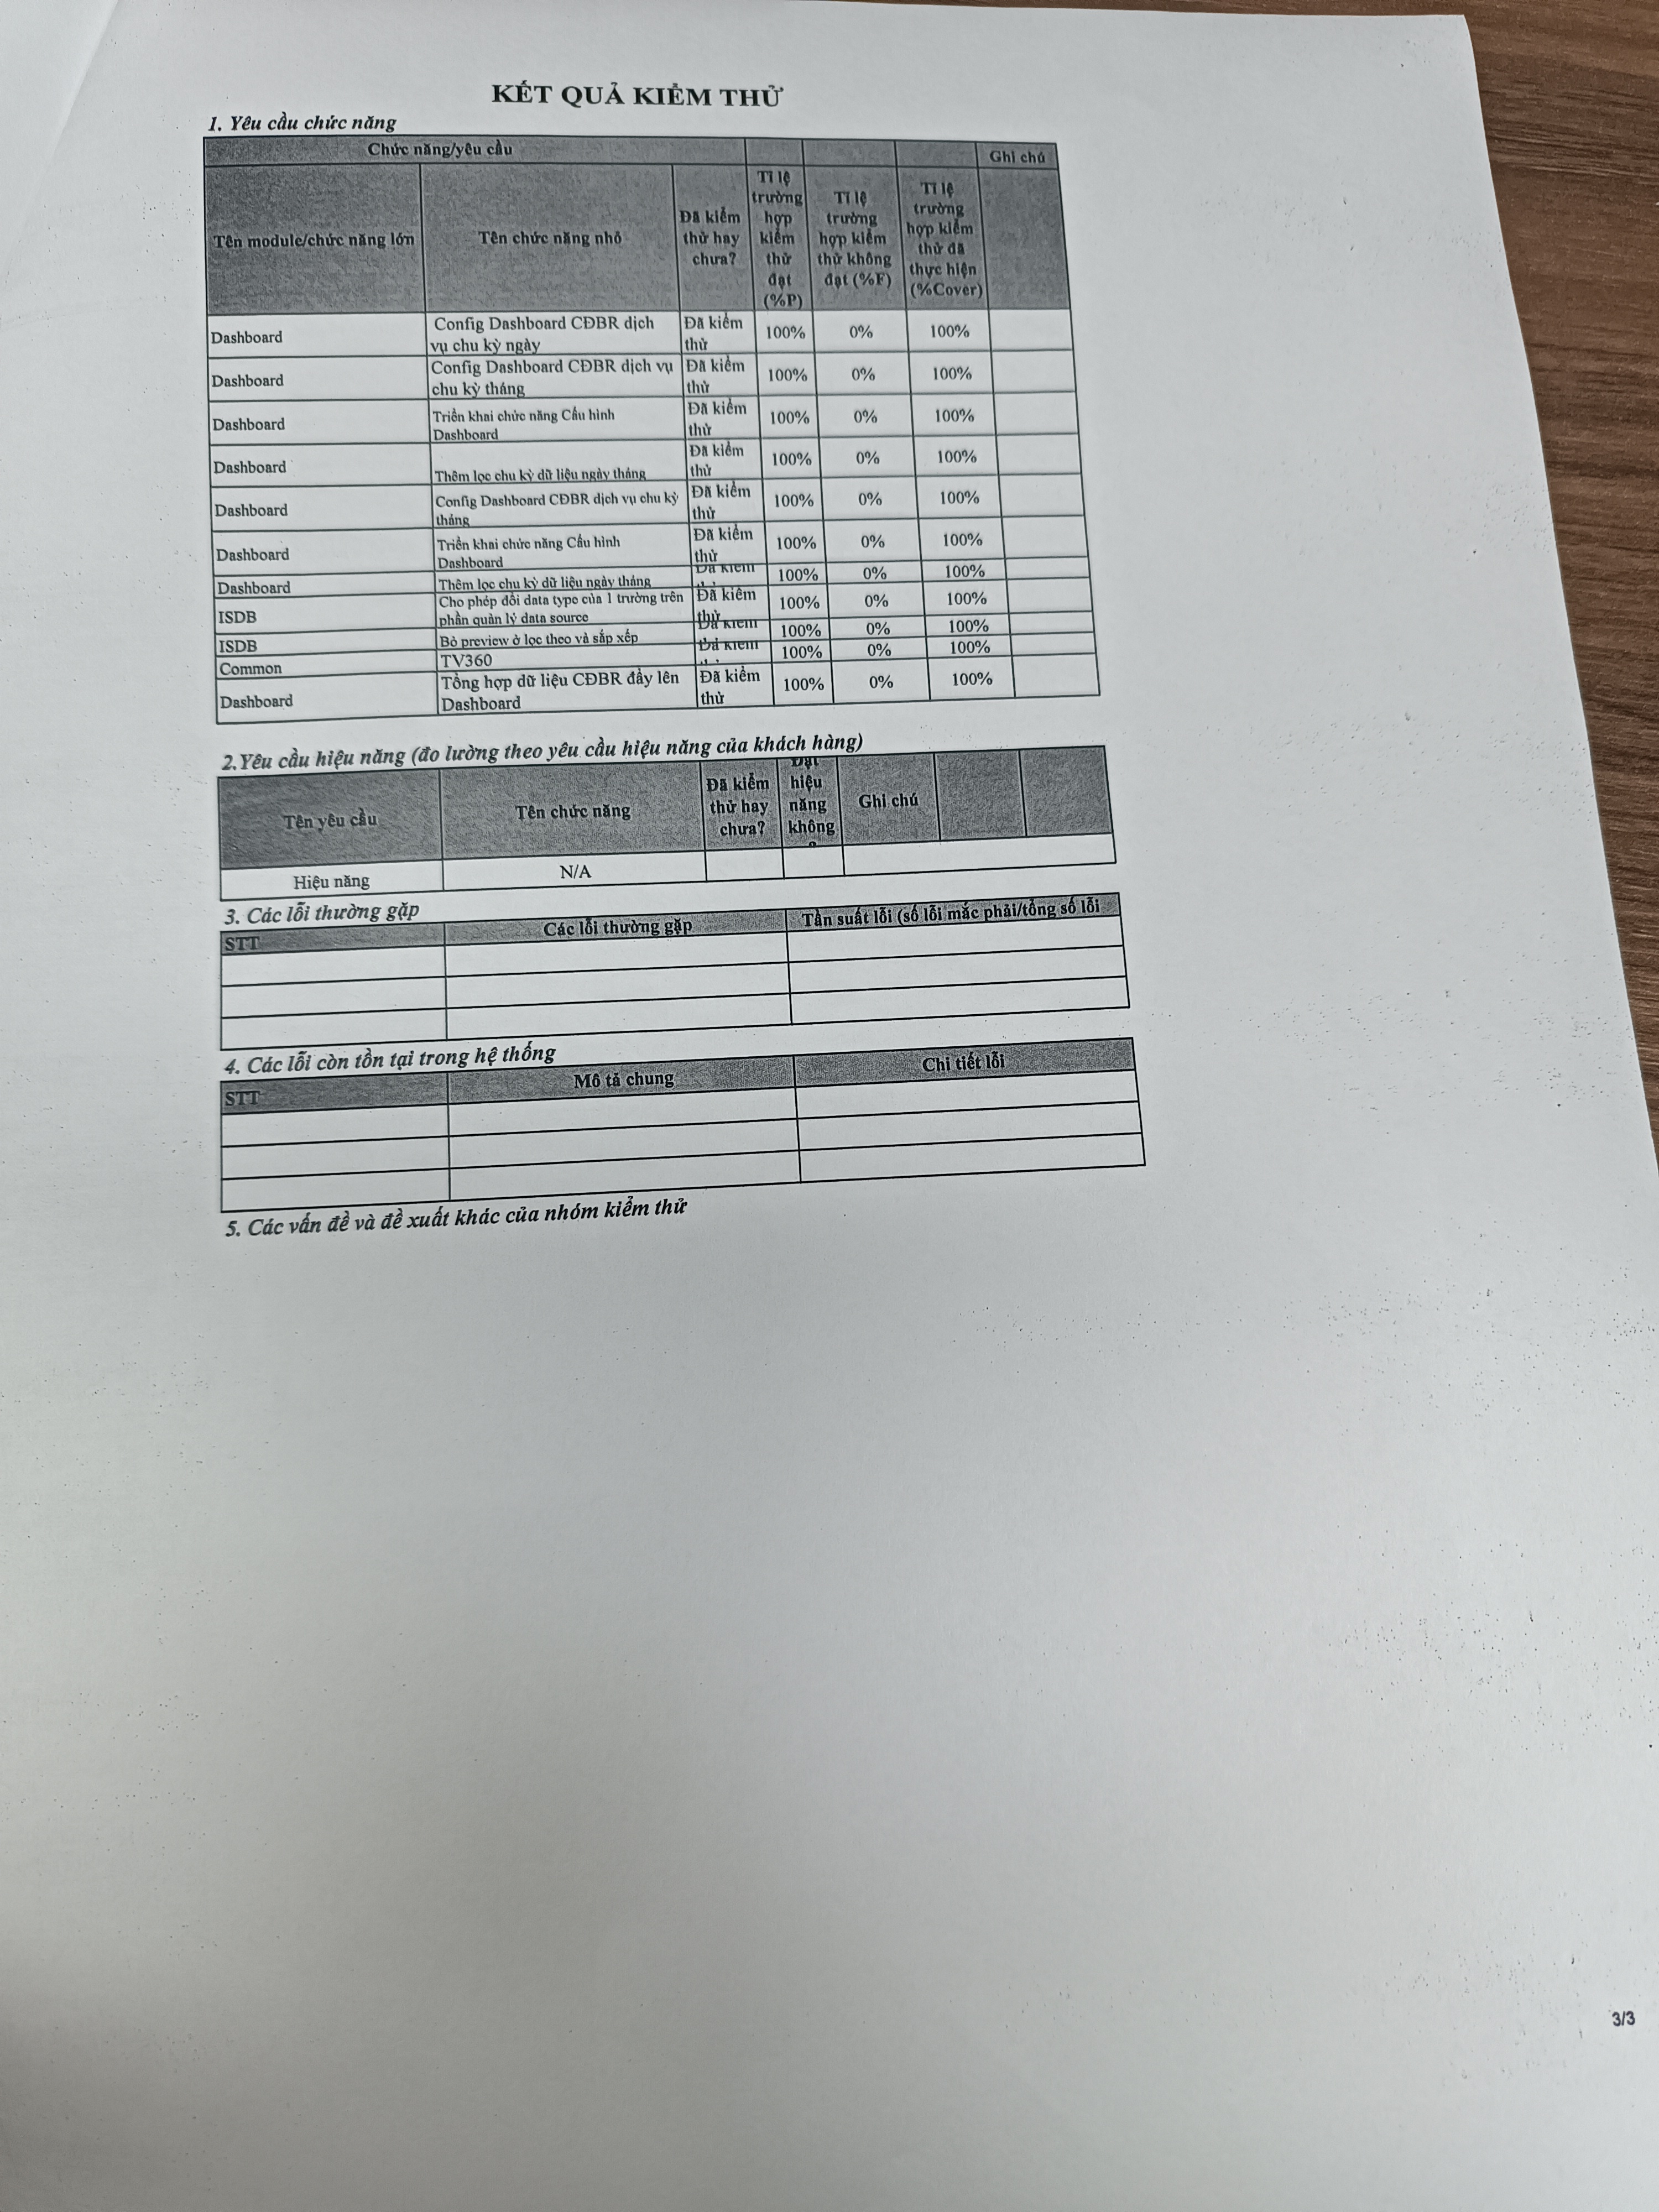 KẾT QUẢ KIỂM THỬ
1. Yêu cầu chức năng
Chức năng/yêu cầu
Ghi chú
Tên module/chức năng lớn
Tên chức năng nhỏ
Đã kiểm
thử hay
chưa?
Tỉ lệ
trường
hợp
kiểm
thử
đạt
(%P)
Tỉ lệ
trường
hợp kiểm
thử không
đạt (%F)
Tỉ lệ
trường
hợp kiểm
thử đã
thực hiện
(%Cover)
Dashboard
Config Dashboard CĐBR dịch
vụ chu kỳ ngày
Đã kiểm
thử
100%
0%
100%
Dashboard
Config Dashboard CĐBR dịch vụ
chu kỳ tháng
Đã kiểm
thử
100%
0%
100%
Dashboard
Triển khai chức năng Cấu hình
Dashboard
Đã kiểm
thử
100%
0%
100%
Dashboard
Thêm lọc chu kỳ dữ liệu ngày tháng
Đã kiểm
thử
100%
0%
100%
Dashboard
Config Dashboard CĐBR dịch vụ chu kỳ
tháng
Đã kiểm
thử
100%
0%
100%
Dashboard
Triển khai chức năng Cấu hình
Dashboard
Đã kiểm
thử
100%
0%
100%
Dashboard
Thêm lọc chu kỳ dữ liệu ngày tháng
Đã kiểm
100%
0%
100%
ISDB
Cho phép đổi data type của 1 trường trên
phần quản lý data source
Đã kiểm
thử
100%
0%
100%
ISDB
Bỏ preview ở lọc theo và sắp xếp
Đã kiểm
100%
0%
100%
Common
TV360
Đã kiểm
100%
0%
100%
Dashboard
Tổng hợp dữ liệu CĐBR đẩy lên
Dashboard
Đã kiểm
thử
100%
0%
100%
2.Yêu cầu hiệu năng (đo lường theo yêu cầu hiệu năng của khách hàng)
Tên yêu cầu
Tên chức năng
Đã kiểm
thử hay
chưa?
Đạt
hiệu
năng
không
?
Ghi chú
Hiệu năng
N/A
3. Các lỗi thường gặp
STT
Các lỗi thường gặp
Tần suất lỗi (số lỗi mắc phải/tổng số lỗi
4. Các lỗi còn tồn tại trong hệ thống
STT
Mô tả chung
Chi tiết lỗi
5. Các vấn đề và đề xuất khác của nhóm kiểm thử
3/3